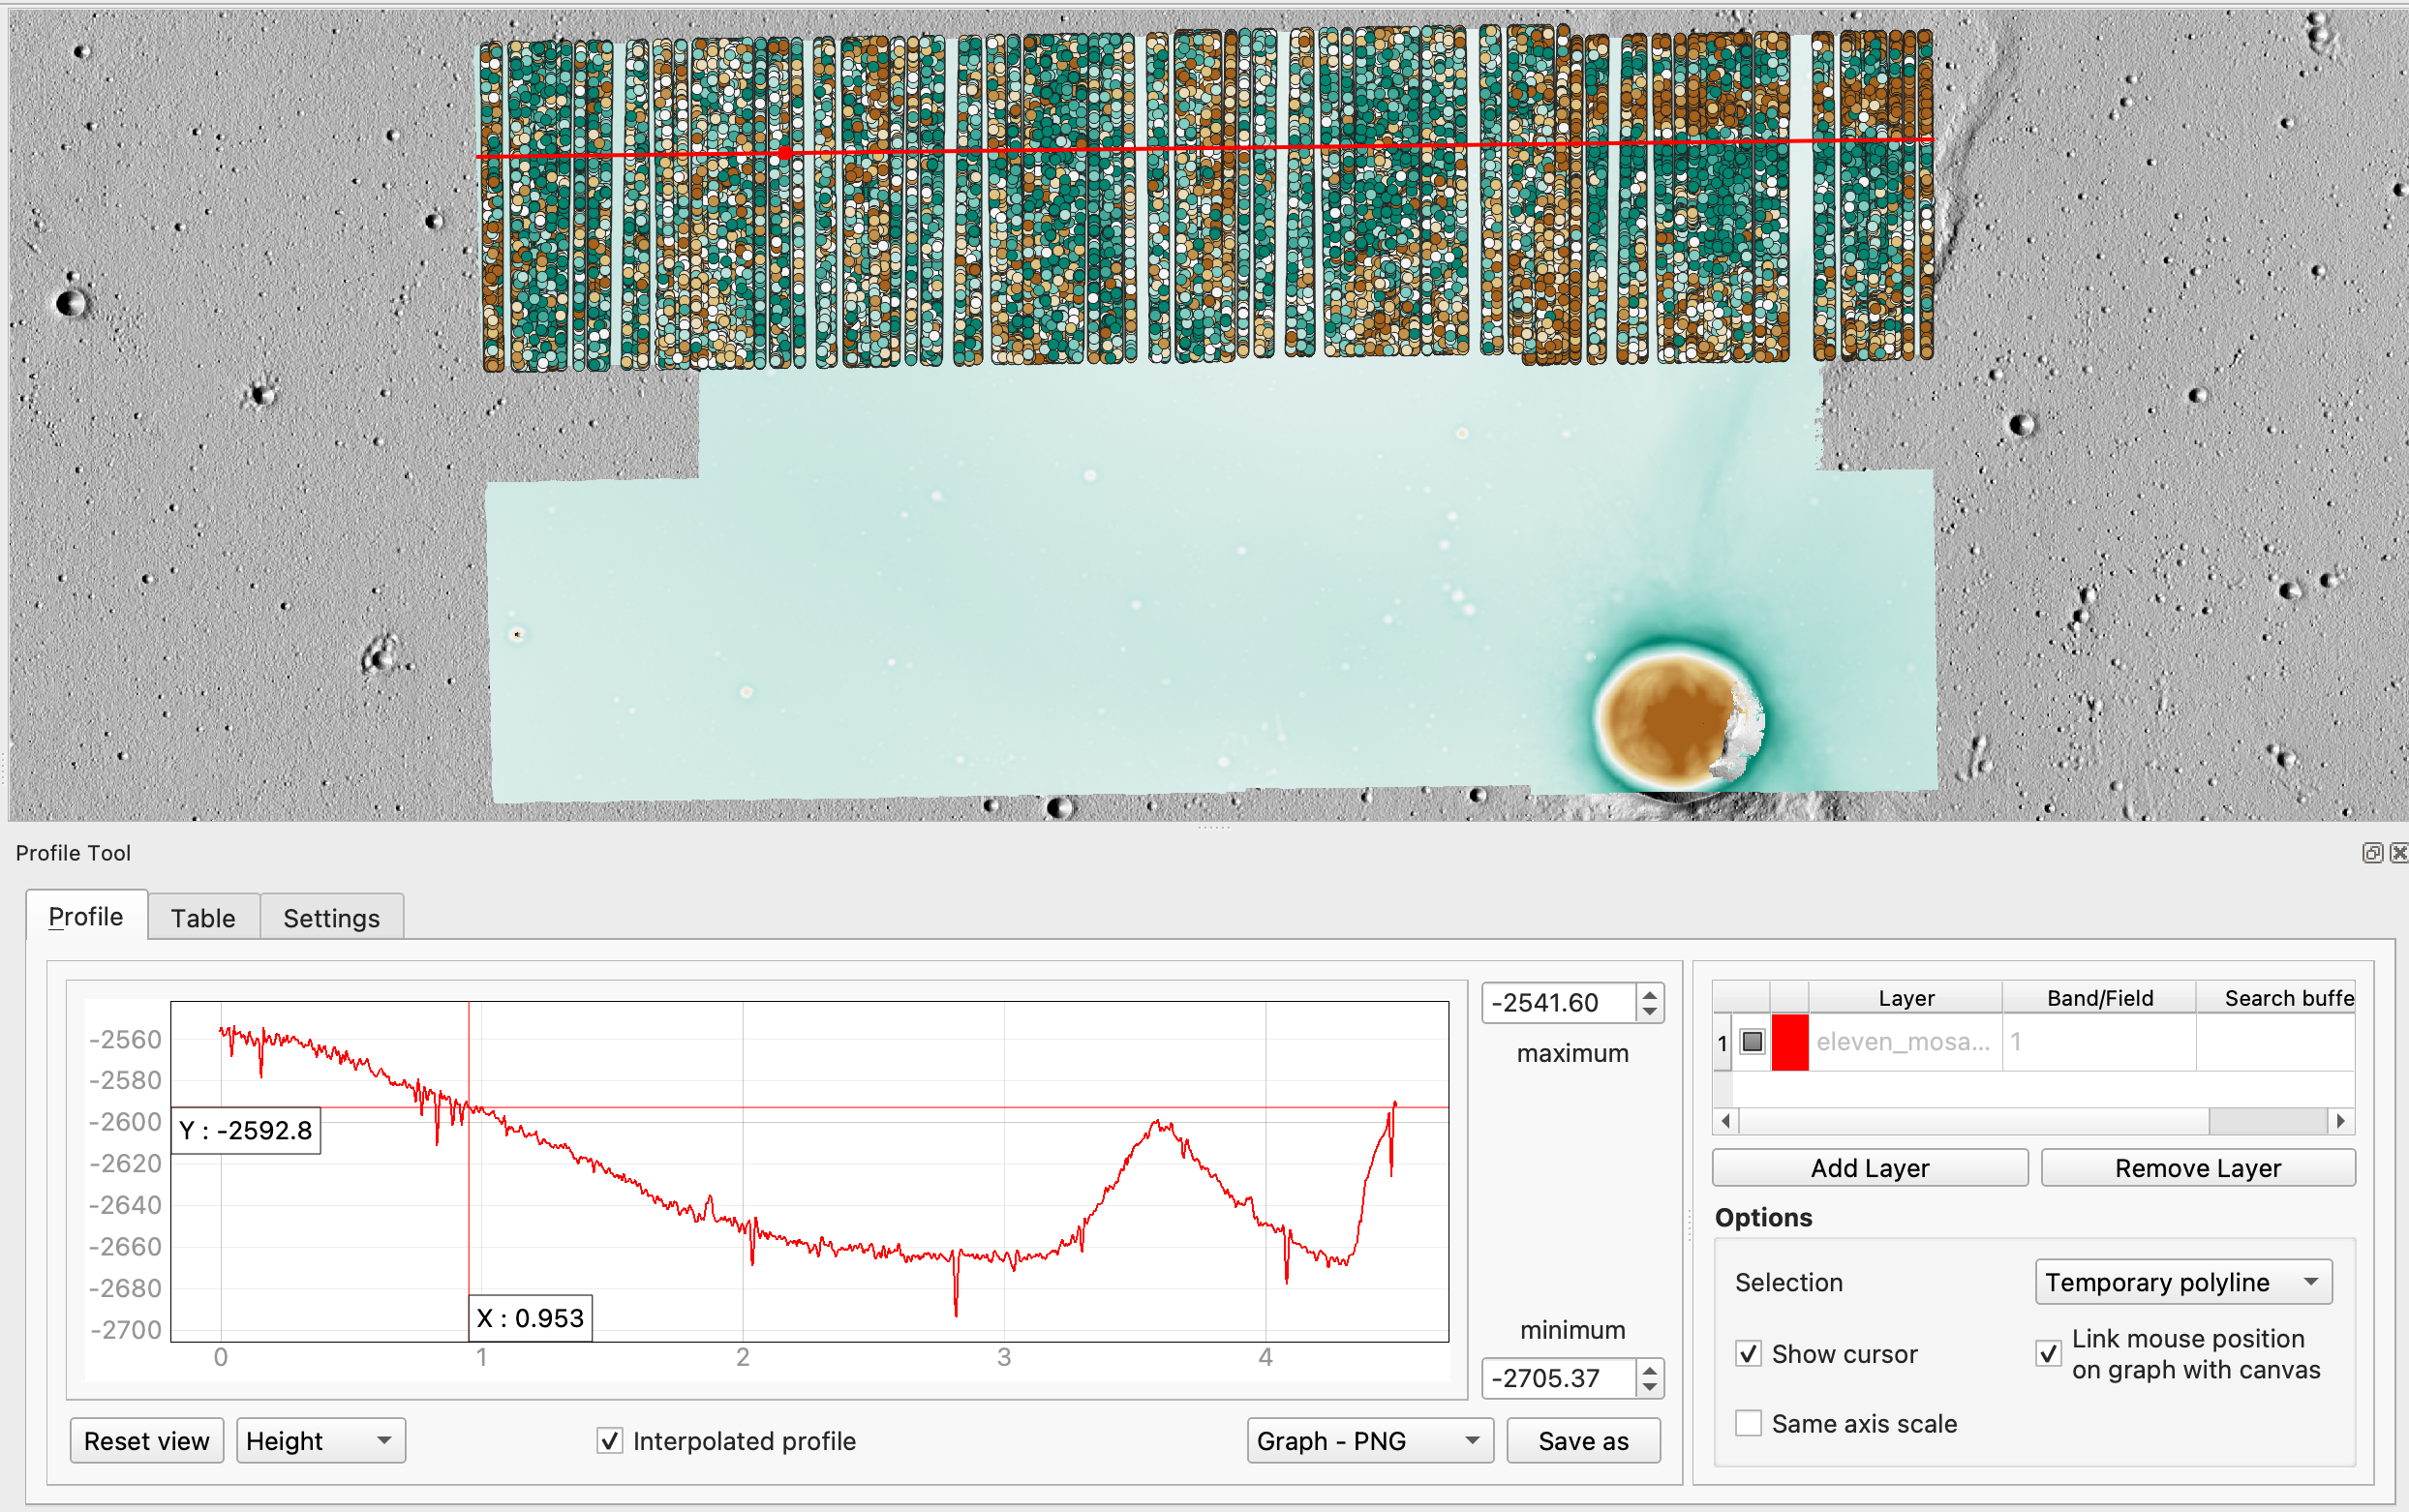 Profile Tool
Profile
Table
Settings
-2560
-2580
-2600
-2620
-2640
-2660
-2680
-2700
Y : -2592.8
X : 0.953
0
1
2
3
4
-2541.60
maximum
minimum
-2705.37
Layer
Band/Field
Search buffe
1
eleven_mosa...
1
Add Layer
Remove Layer
Options
Selection
Temporary polyline
Show cursor
Link mouse position
on graph with canvas
Same axis scale
Reset view
Height
Interpolated profile
Graph - PNG
Save as